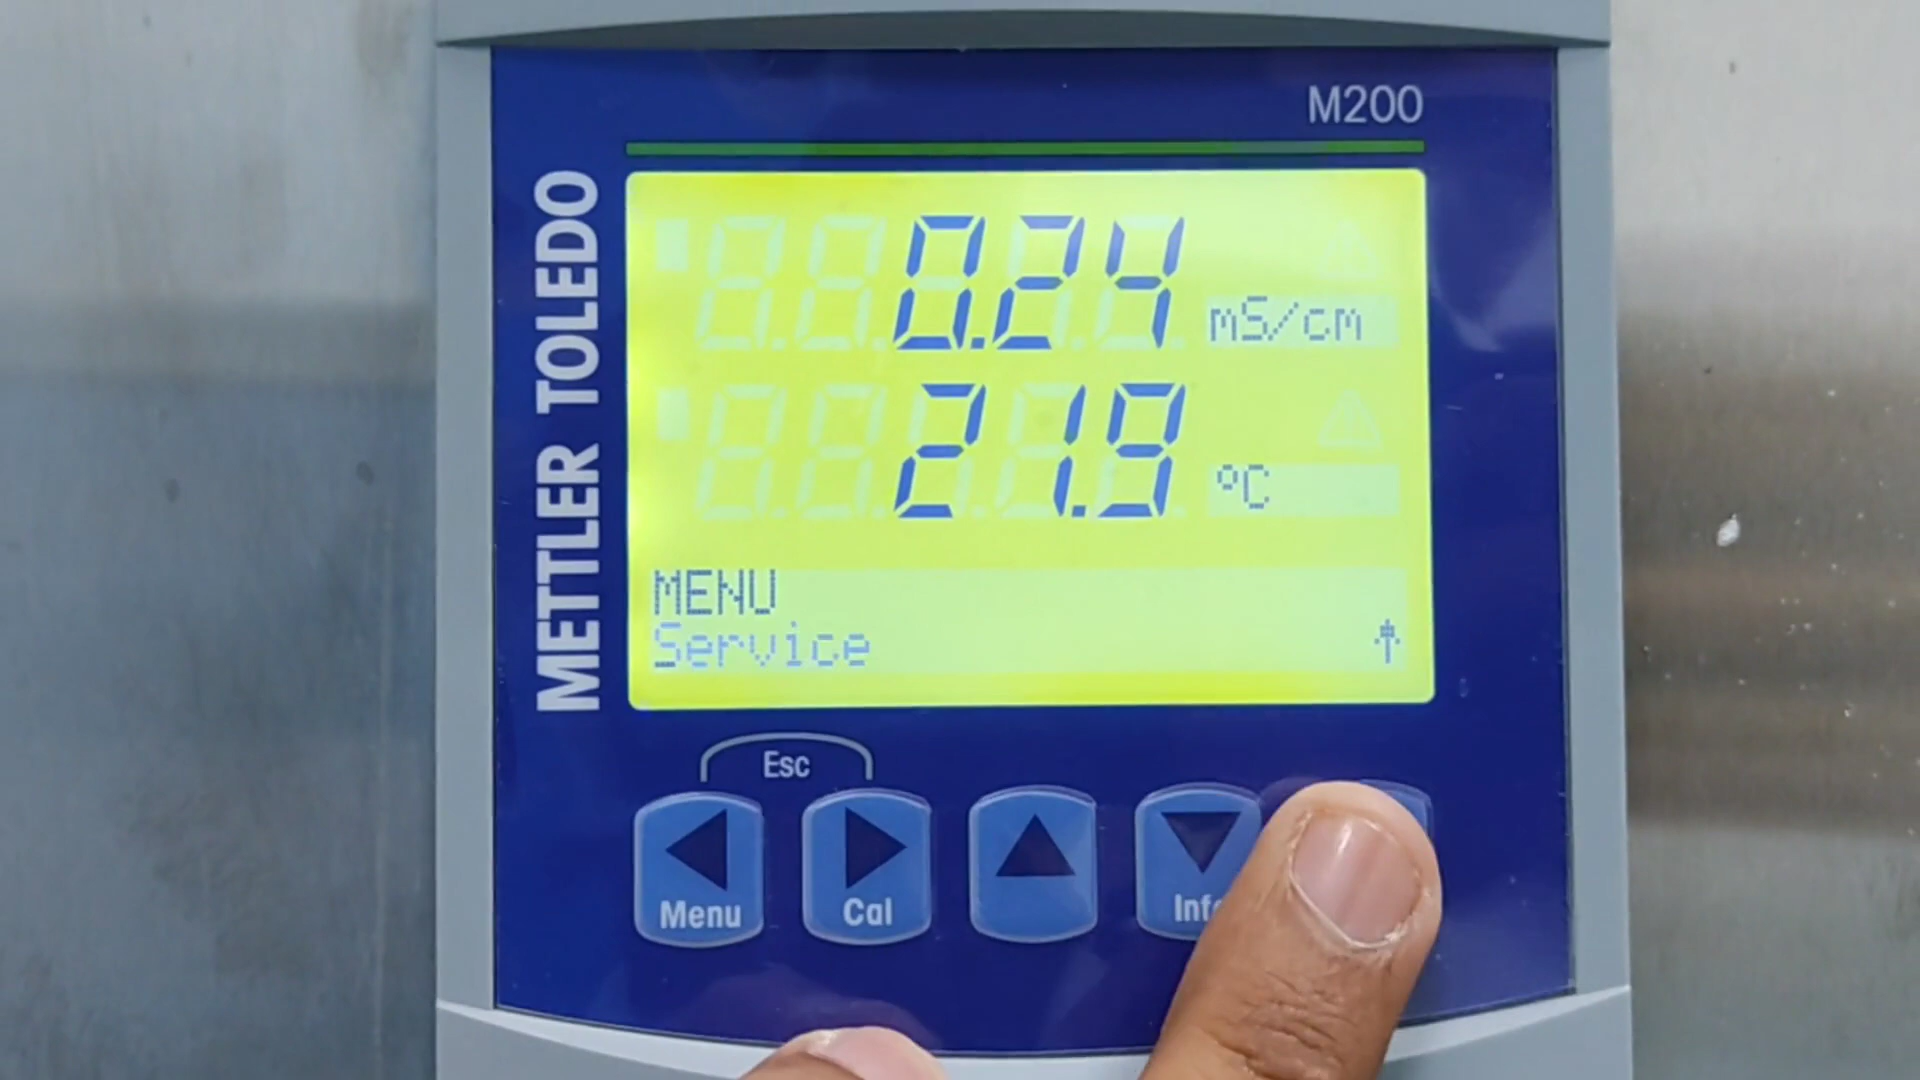 M200
METTLER TOLEDO
0.24 mS/cm
21.9 °C
MENU
Service
Esc
Menu
Cal